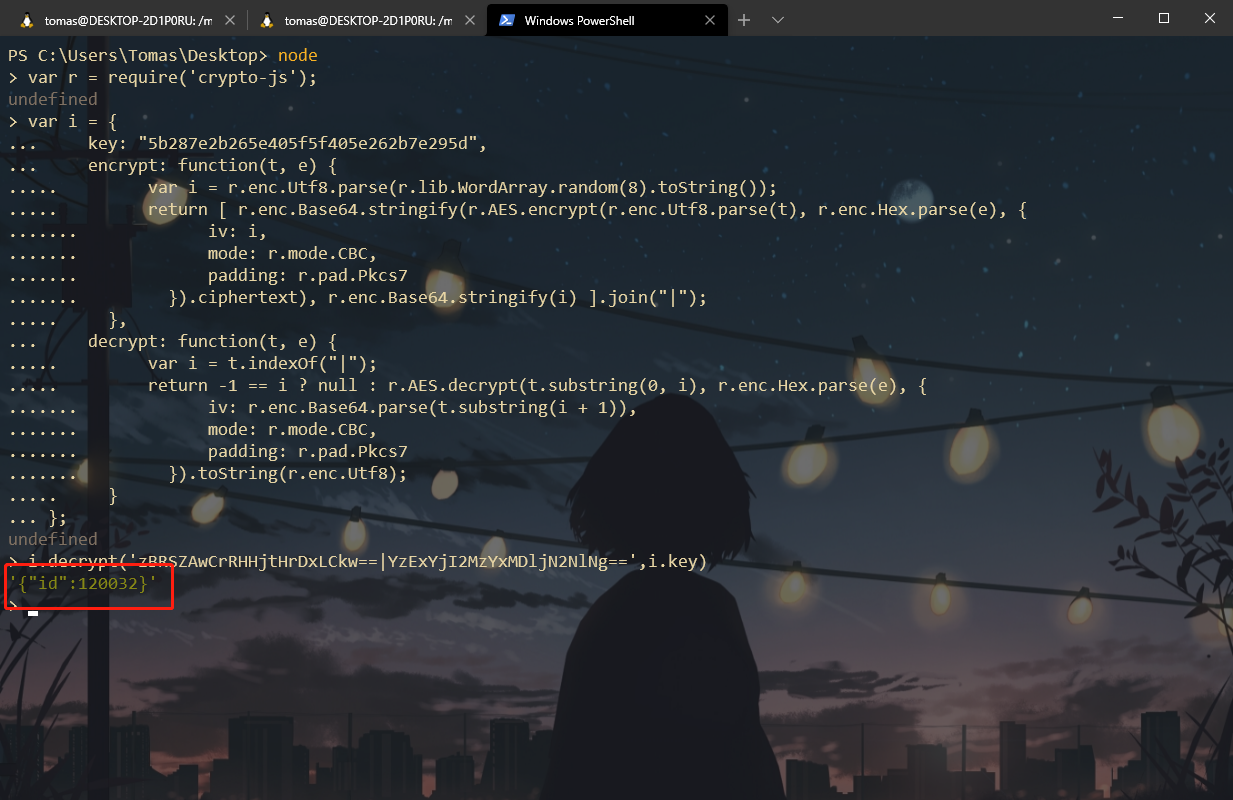 tomas@DESKTOP-2D1P0RU: /m
tomas@DESKTOP-2D1P0RU: /m
Windows PowerShell
PS C:\Users\Tomas\Desktop> node
> var r = require('crypto-js');
undefined
> var i = {
...     key: "5b287e2b265e405f5f405e262b7e295d",
...     encrypt: function(t, e) {
.....         var i = r.enc.Utf8.parse(r.lib.WordArray.random(8).toString());
.....         return [ r.enc.Base64.stringify(r.AES.encrypt(r.enc.Utf8.parse(t), r.enc.Hex.parse(e), {
.......             iv: i,
.......             mode: r.mode.CBC,
.......             padding: r.pad.Pkcs7
.......         }).ciphertext), r.enc.Base64.stringify(i) ].join("|");
.....     },
...     decrypt: function(t, e) {
.....         var i = t.indexOf("|");
.....         return -1 == i ? null : r.AES.decrypt(t.substring(0, i), r.enc.Hex.parse(e), {
.......             iv: r.enc.Base64.parse(t.substring(i + 1)),
.......             mode: r.mode.CBC,
.......             padding: r.pad.Pkcs7
.......         }).toString(r.enc.Utf8);
.....     }
... };
undefined
> i.decrypt('zBRSZAwCrRHHjtHrDxLCkw==|YzExYjI2MzYxMDljN2NlNg==',i.key)
'{"id":120032}'
>